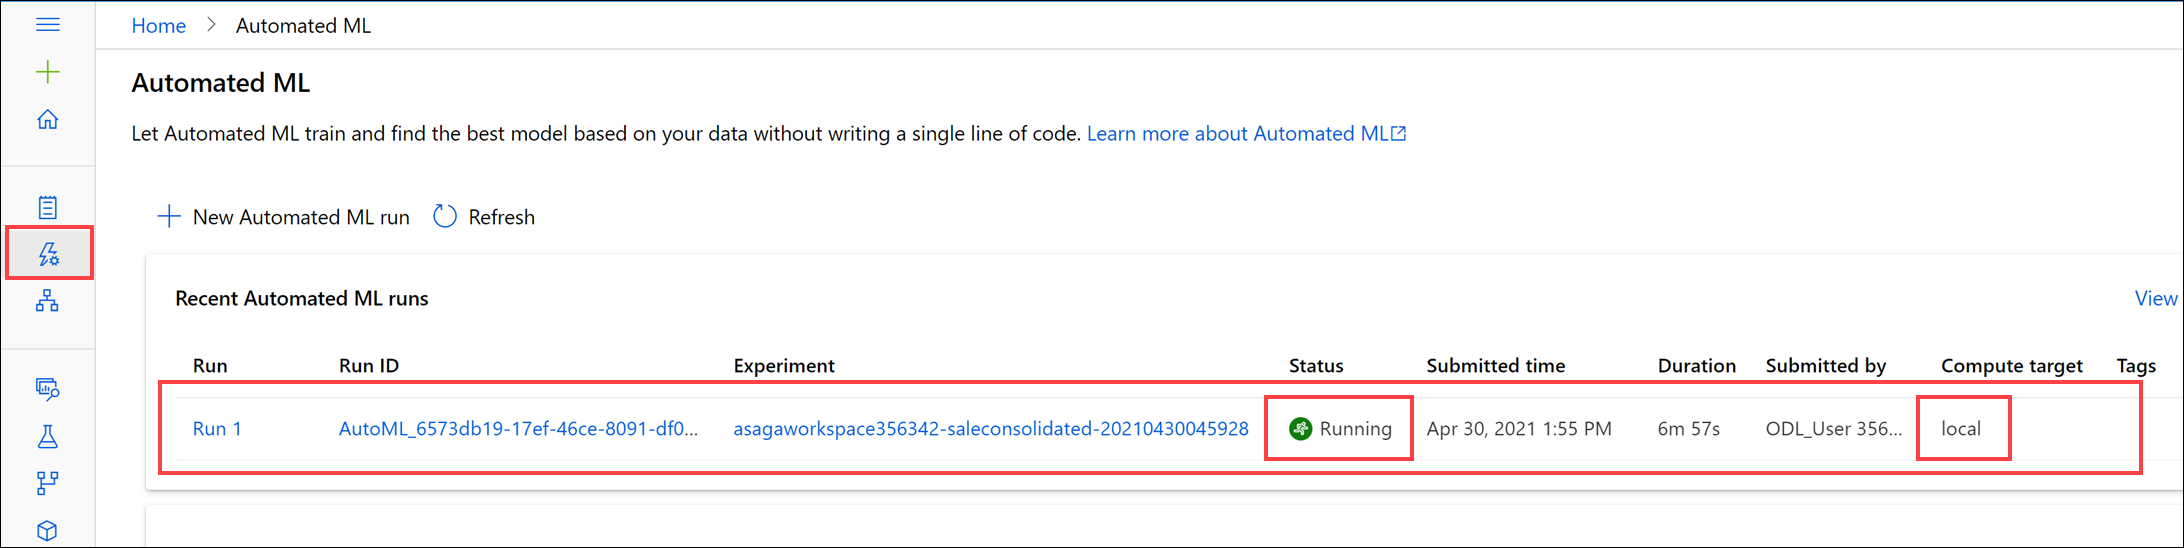 Home > Automated ML
Automated ML
Let Automated ML train and find the best model based on your data without writing a single line of code. Learn more about Automated ML
New Automated ML run Refresh
Recent Automated ML runs View
Run Run ID Experiment Status Submitted time Duration Submitted by Compute target Tags
Run 1 AutoML_6573db19-17ef-46ce-8091-df0... asagaworkspace356342-saleconsolidated-20210430045928 Running Apr 30, 2021 1:55 PM 6m 57s ODL_User 356... local